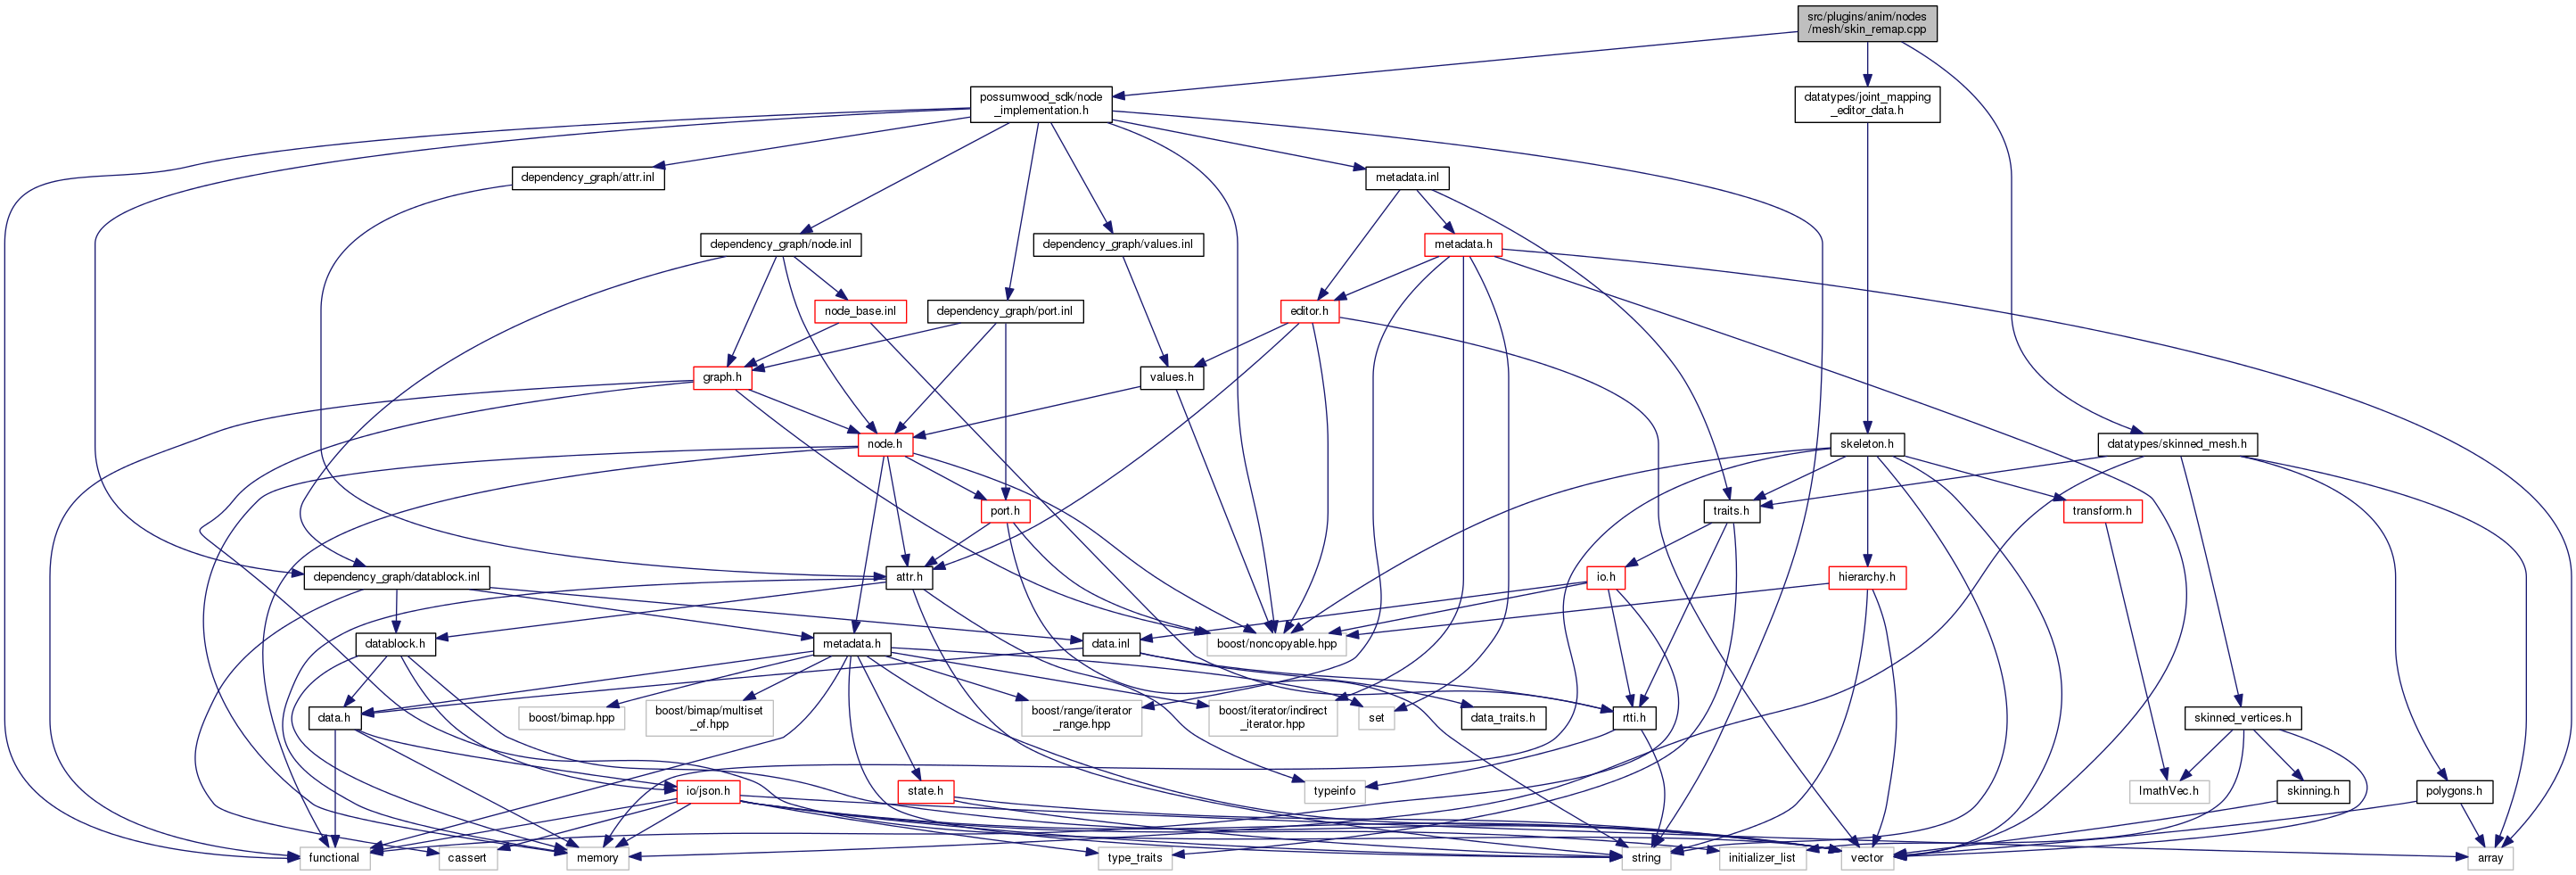 src/plugins/anim/nodes
/mesh/skin_remap.cpp
possumwood_sdk/node
_implementation.h
datatypes/joint_mapping
_editor_data.h
dependency_graph/attr.inl
metadata.inl
dependency_graph/node.inl
dependency_graph/values.inl
metadata.h
node_base.inl
dependency_graph/port.inl
editor.h
graph.h
values.h
node.h
skeleton.h
datatypes/skinned_mesh.h
port.h
traits.h
transform.h
dependency_graph/datablock.inl
attr.h
io.h
hierarchy.h
datablock.h
metadata.h
data.inl
boost/noncopyable.hpp
data.h
boost/bimap.hpp
boost/bimap/multiset
_of.hpp
boost/range/iterator
_range.hpp
boost/iterator/indirect
_iterator.hpp
set
data_traits.h
rtti.h
skinned_vertices.h
io/json.h
state.h
typeinfo
ImathVec.h
skinning.h
polygons.h
functional
cassert
memory
type_traits
string
initializer_list
vector
array